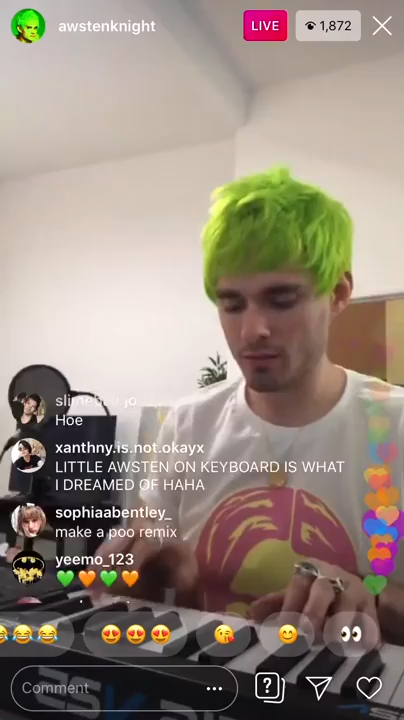 awstenknight
LIVE
1,872
Hoe
xanthny.is.not.okayx
LITTLE AWSTEN ON KEYBOARD IS WHAT
I DREAMED OF HAHA
sophiaabentley_
make a poo remix
yeemo_123
Comment